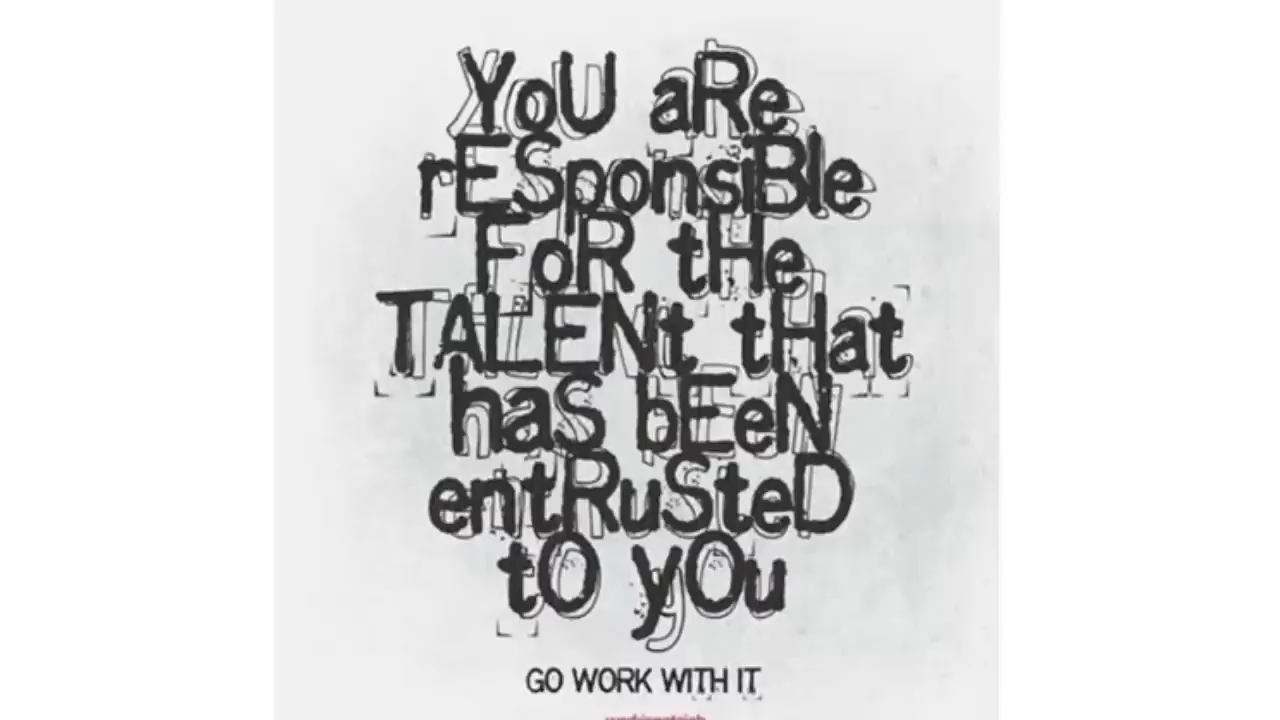 YoU aRe
rESponsiBle
FoR tHe
TALENt tHat
haS bEeN
entRuSteD
tO yOu
GO WORK WITH IT